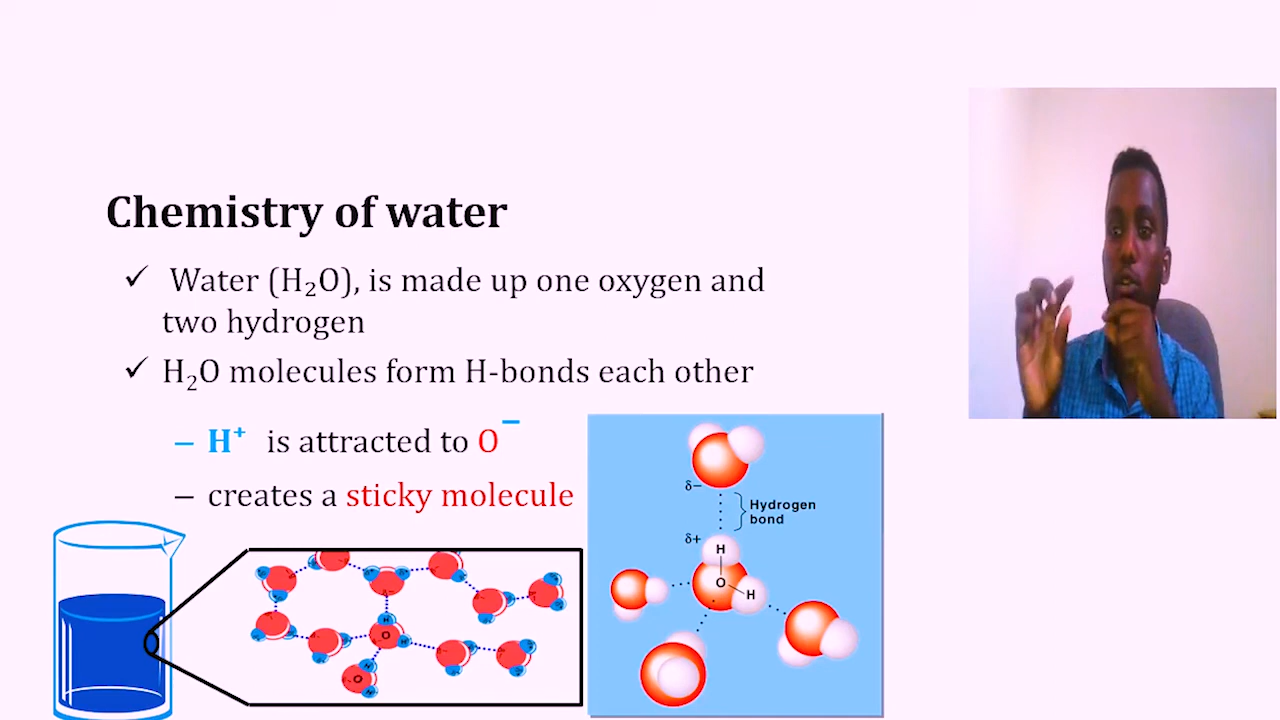 Chemistry of water
✓ Water (H₂O), is made up one oxygen and
two hydrogen
✓ H₂O molecules form H-bonds each other
– H⁺ is attracted to O⁻
– creates a sticky molecule
δ–
Hydrogen
bond
δ+
H
O
H
H
O
H
H
O